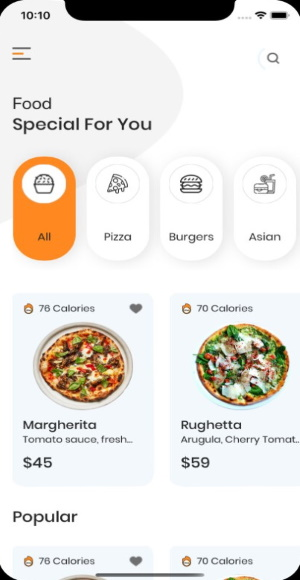 10:10
Food
Special For You
All
Pizza
Burgers
Asian
76 Calories
70 Calories
Margherita
Rughetta
Tomato sauce, fresh...
Arugula, Cherry Tomat..
$45
$59
Popular
76 Calories
70 Calories